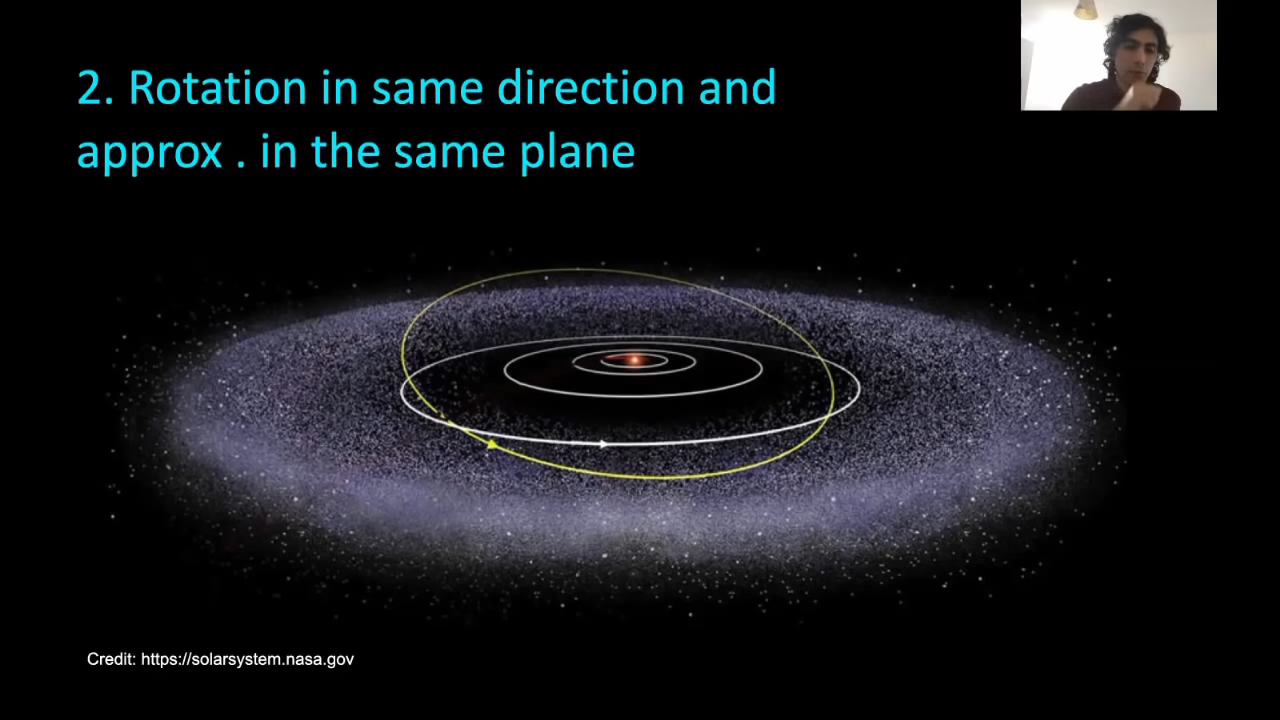 2. Rotation in same direction and
approx . in the same plane
Credit: https://solarsystem.nasa.gov